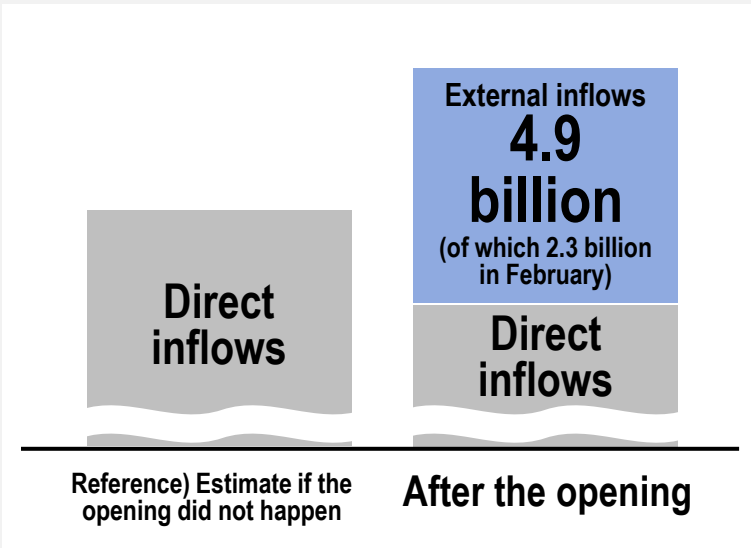 External inflows
4.9
billion
(of which 2.3 billion
in February)
Direct
inflows
Direct
inflows
Reference) Estimate if the
opening did not happen
After the opening